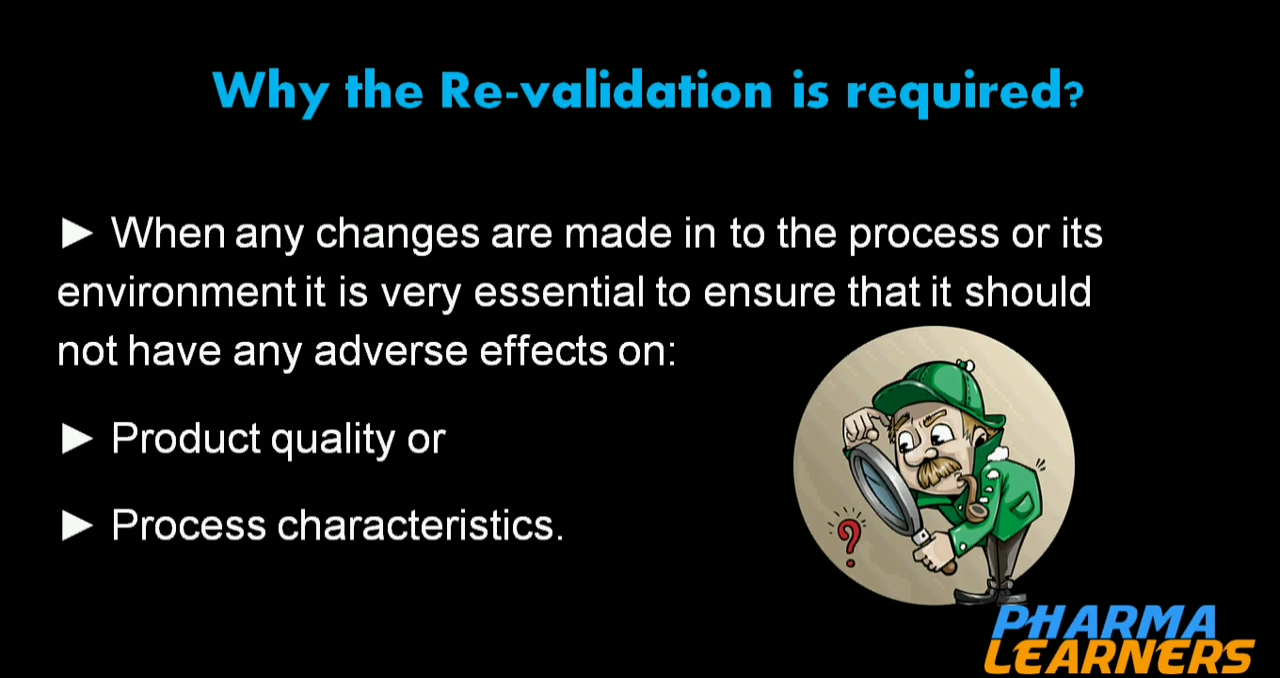 Why the Re-validation is required?
► When any changes are made in to the process or its
environment it is very essential to ensure that it should
not have any adverse effects on:
► Product quality or
► Process characteristics.
?
PHARMA
LEARNERS